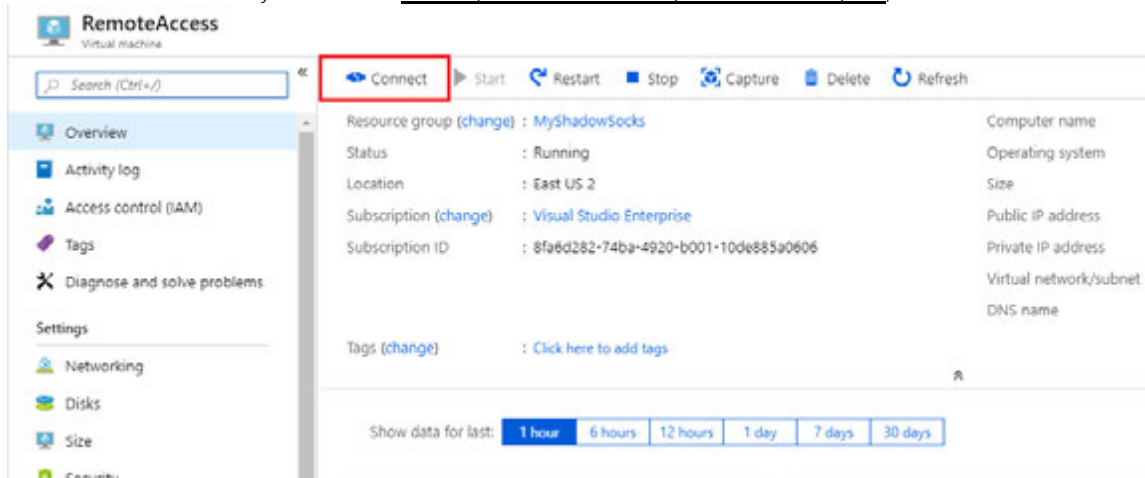 RemoteAccess
Virtual machine
Search (Ctrl+/)
Overview
Activity log
Access control (IAM)
Tags
Diagnose and solve problems
Settings
Networking
Disks
Size
Security
Connect Start Restart Stop Capture Delete Refresh
Resource group (change) : MyShadowSocks
Status : Running
Location : East US 2
Subscription (change) : Visual Studio Enterprise
Subscription ID : 8fa6d282-74ba-4920-b001-10de885a0606
Tags (change) : Click here to add tags
Computer name
Operating system
Size
Public IP address
Private IP address
Virtual network/subnet
DNS name
Show data for last: 1 hour 6 hours 12 hours 1 day 7 days 30 days